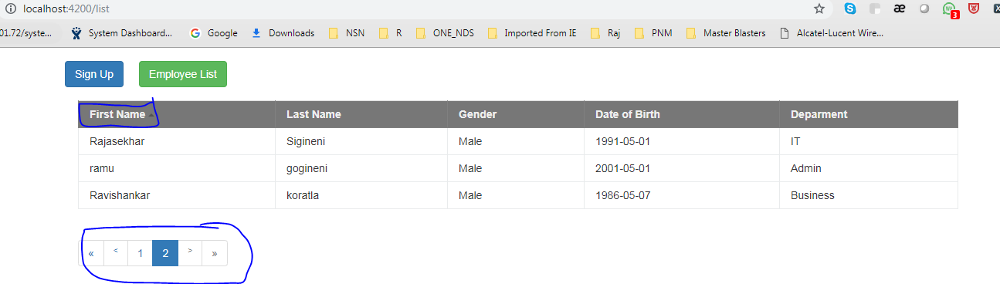 localhost:4200/list
3
01.72/syste... System Dashboard... Google Downloads NSN R ONE_NDS Imported From IE Raj PNM Master Blasters Alcatel-Lucent Wire...
Sign Up Employee List
First Name Last Name Gender Date of Birth Deparment
Rajasekhar Sigineni Male 1991-05-01 IT
ramu gogineni Male 2001-05-01 Admin
Ravishankar koratla Male 1986-05-07 Business
« < 1 2 > »